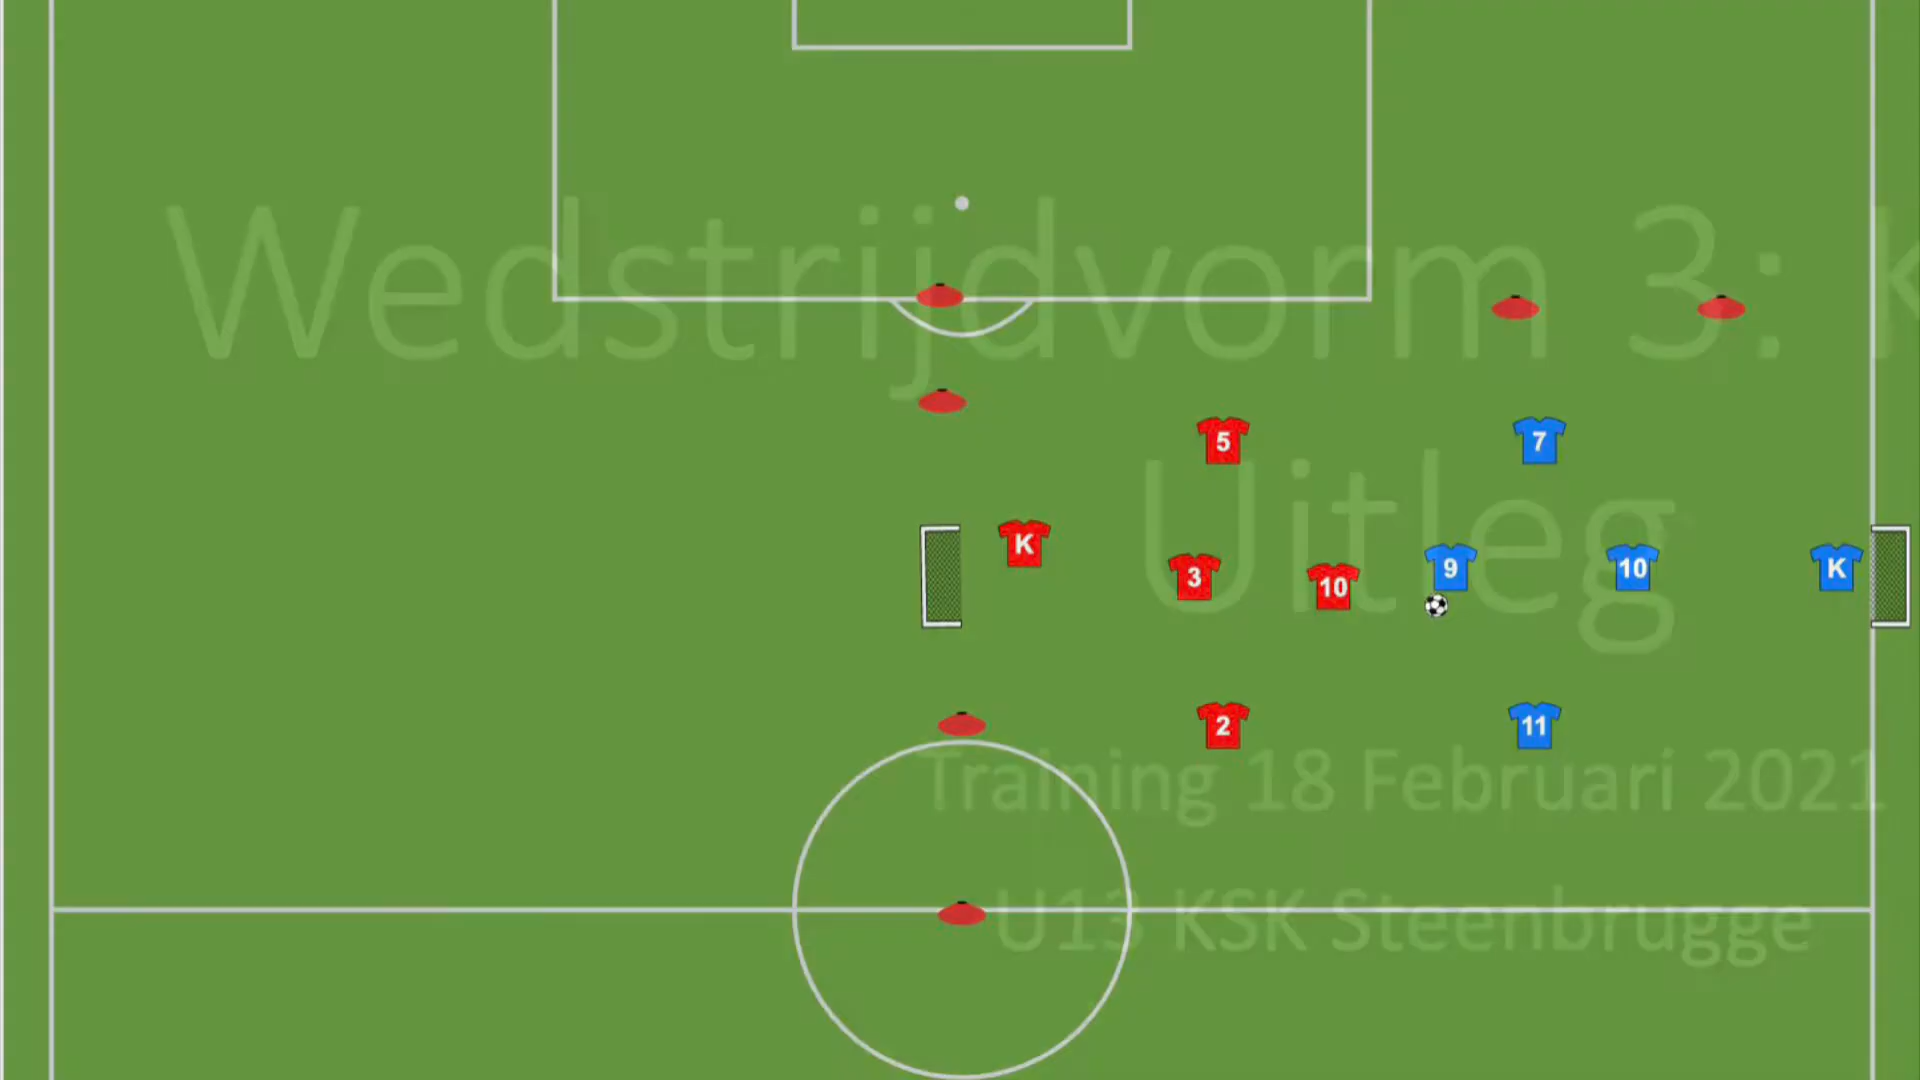 Wedstrijdvorm 3: K
Uitleg
5
7
K
3
10
9
10
K
2
11
Training 18 Februari 2021
U13 KSK Steenbrugge